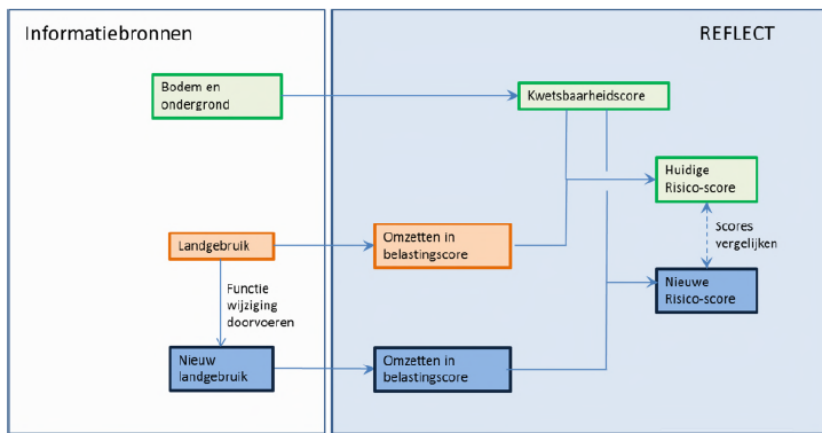 Informatiebronnen
REFLECT
Bodem en
ondergrond
Kwetsbaarheidscore
Huidige
Risico-score
Landgebruik
Omzetten in
belastingscore
Scores
vergelijken
Functie
wijziging
doorvoeren
Nieuwe
Risico-score
Nieuw
landgebruik
Omzetten in
belastingscore